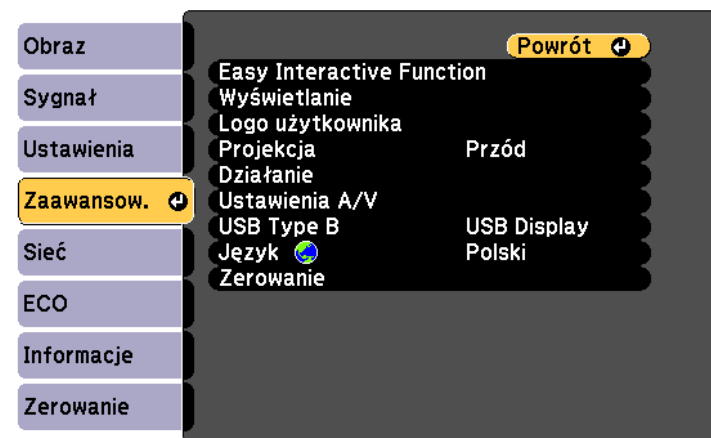 Obraz
Sygnał
Ustawienia
Zaawansow.
Sieć
ECO
Informacje
Zerowanie
Powrót
Easy Interactive Function
Wyświetlanie
Logo użytkownika
Projekcja Przód
Działanie
Ustawienia A/V
USB Type B USB Display
Język Polski
Zerowanie